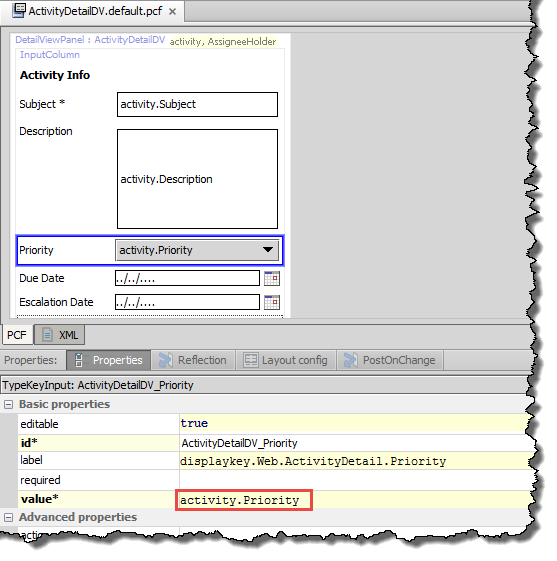 ActivityDetailDV.default.pcf ×
DetailViewPanel : ActivityDetailDV activity, AssigneeHolder
InputColumn
Activity Info
Subject * activity.Subject
Description activity.Description
Priority activity.Priority
Due Date ../../....
Escalation Date ../../....
PCF XML
Properties: Properties Reflection Layout config PostOnChange
TypeKeyInput: ActivityDetailDV_Priority
Basic properties
editable true
id* ActivityDetailDV_Priority
label displaykey.Web.ActivityDetail.Priority
required
value* activity.Priority
Advanced properties